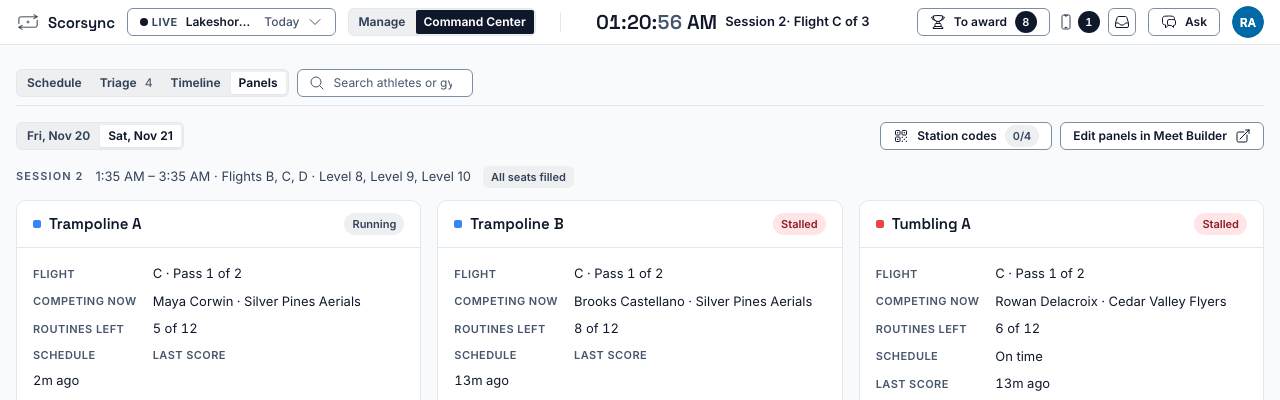 Scorsync
LIVE Lakeshor... Today
Manage Command Center
01:20:56 AM Session 2· Flight C of 3
To award 8
1
Ask
RA
Schedule Triage 4 Timeline Panels
Search athletes or gy
Fri, Nov 20 Sat, Nov 21
Station codes 0/4
Edit panels in Meet Builder
SESSION 2 1:35 AM – 3:35 AM · Flights B, C, D · Level 8, Level 9, Level 10 All seats filled
Trampoline A Running
FLIGHT C · Pass 1 of 2
COMPETING NOW Maya Corwin · Silver Pines Aerials
ROUTINES LEFT 5 of 12
SCHEDULE LAST SCORE
2m ago
Trampoline B Stalled
FLIGHT C · Pass 1 of 2
COMPETING NOW Brooks Castellano · Silver Pines Aerials
ROUTINES LEFT 8 of 12
SCHEDULE LAST SCORE
13m ago
Tumbling A Stalled
FLIGHT C · Pass 1 of 2
COMPETING NOW Rowan Delacroix · Cedar Valley Flyers
ROUTINES LEFT 6 of 12
SCHEDULE On time
LAST SCORE 13m ago